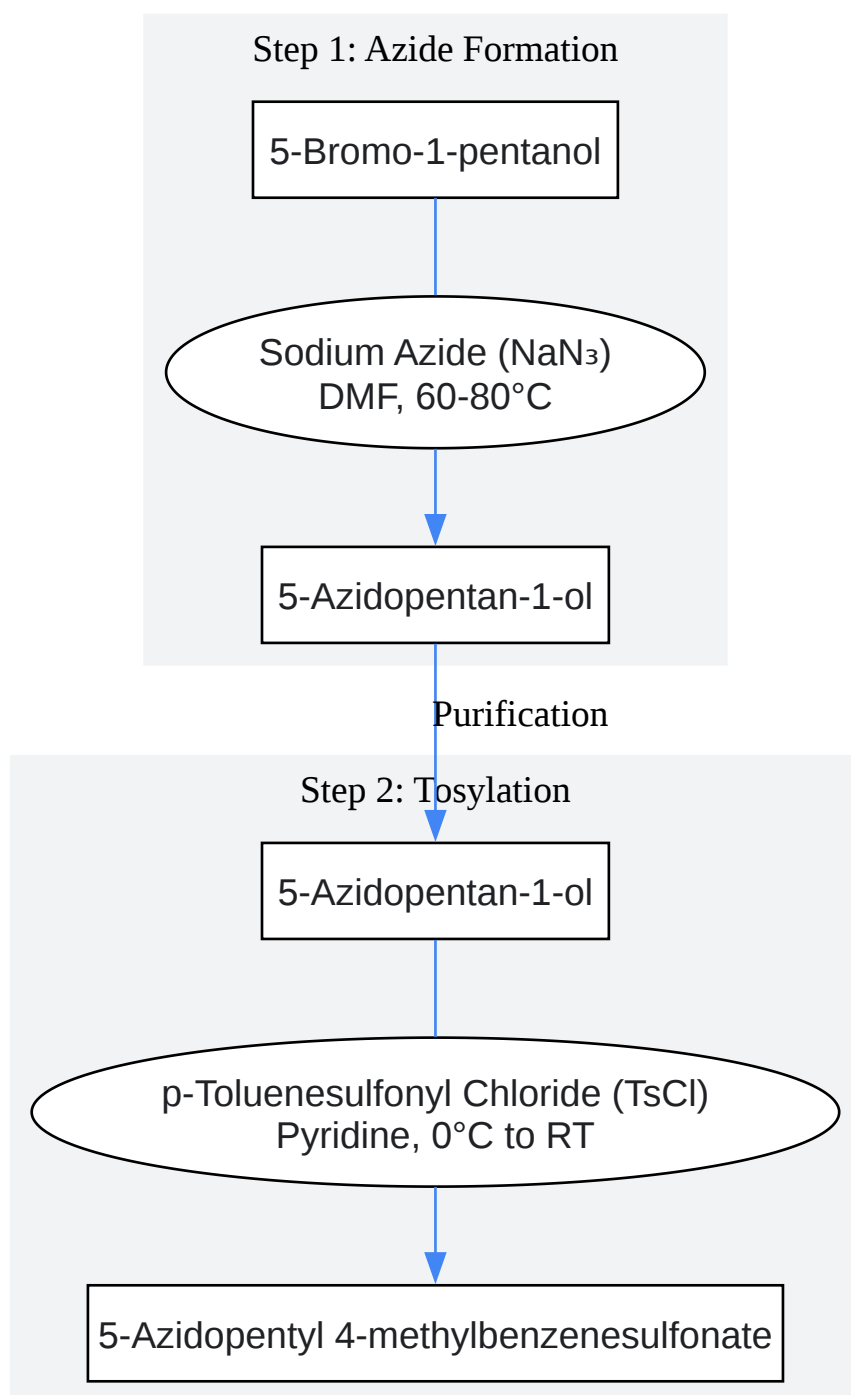 Step 1: Azide Formation
5-Bromo-1-pentanol
Sodium Azide (NaN₃)
DMF, 60-80°C
5-Azidopentan-1-ol
Purification
Step 2: Tosylation
5-Azidopentan-1-ol
p-Toluenesulfonyl Chloride (TsCl)
Pyridine, 0°C to RT
5-Azidopentyl 4-methylbenzenesulfonate